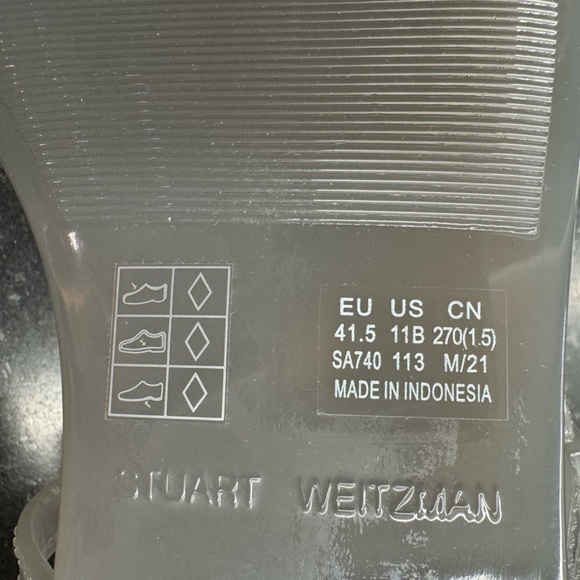 EU US CN
41.5 11B 270(1.5)
SA740 113 M/21
MADE IN INDONESIA
STUART WEITZMAN